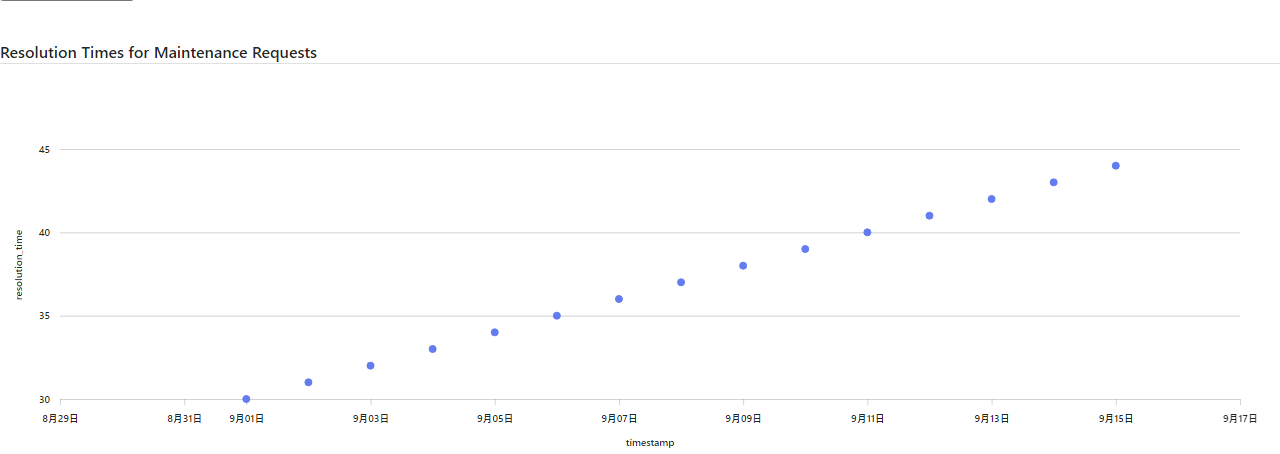 Resolution Times for Maintenance Requests
45
40
35
30
resolution_time
8月29日 8月31日 9月01日 9月03日 9月05日 9月07日 9月09日 9月11日 9月13日 9月15日 9月17日
timestamp